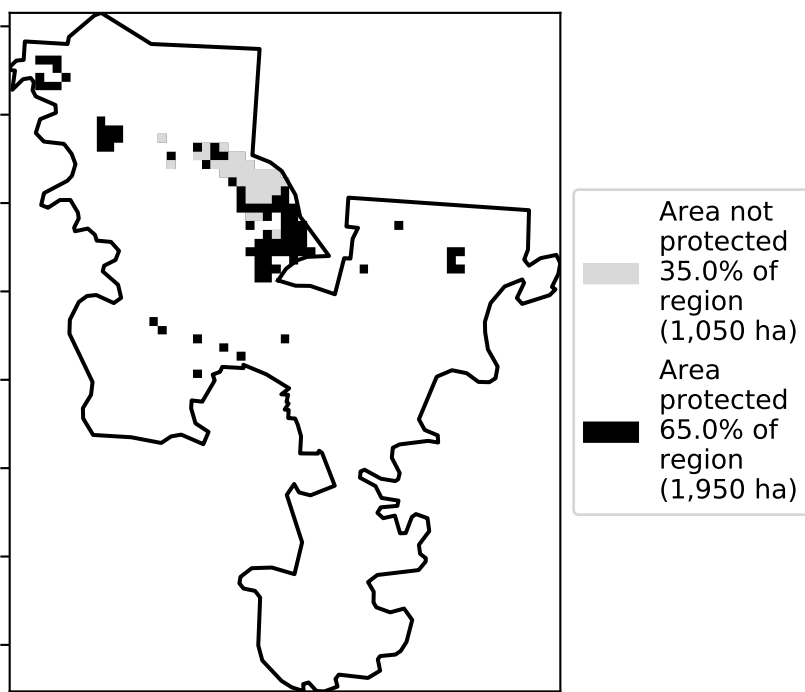 Area not
protected
35.0% of
region
(1,050 ha)
Area
protected
65.0% of
region
(1,950 ha)